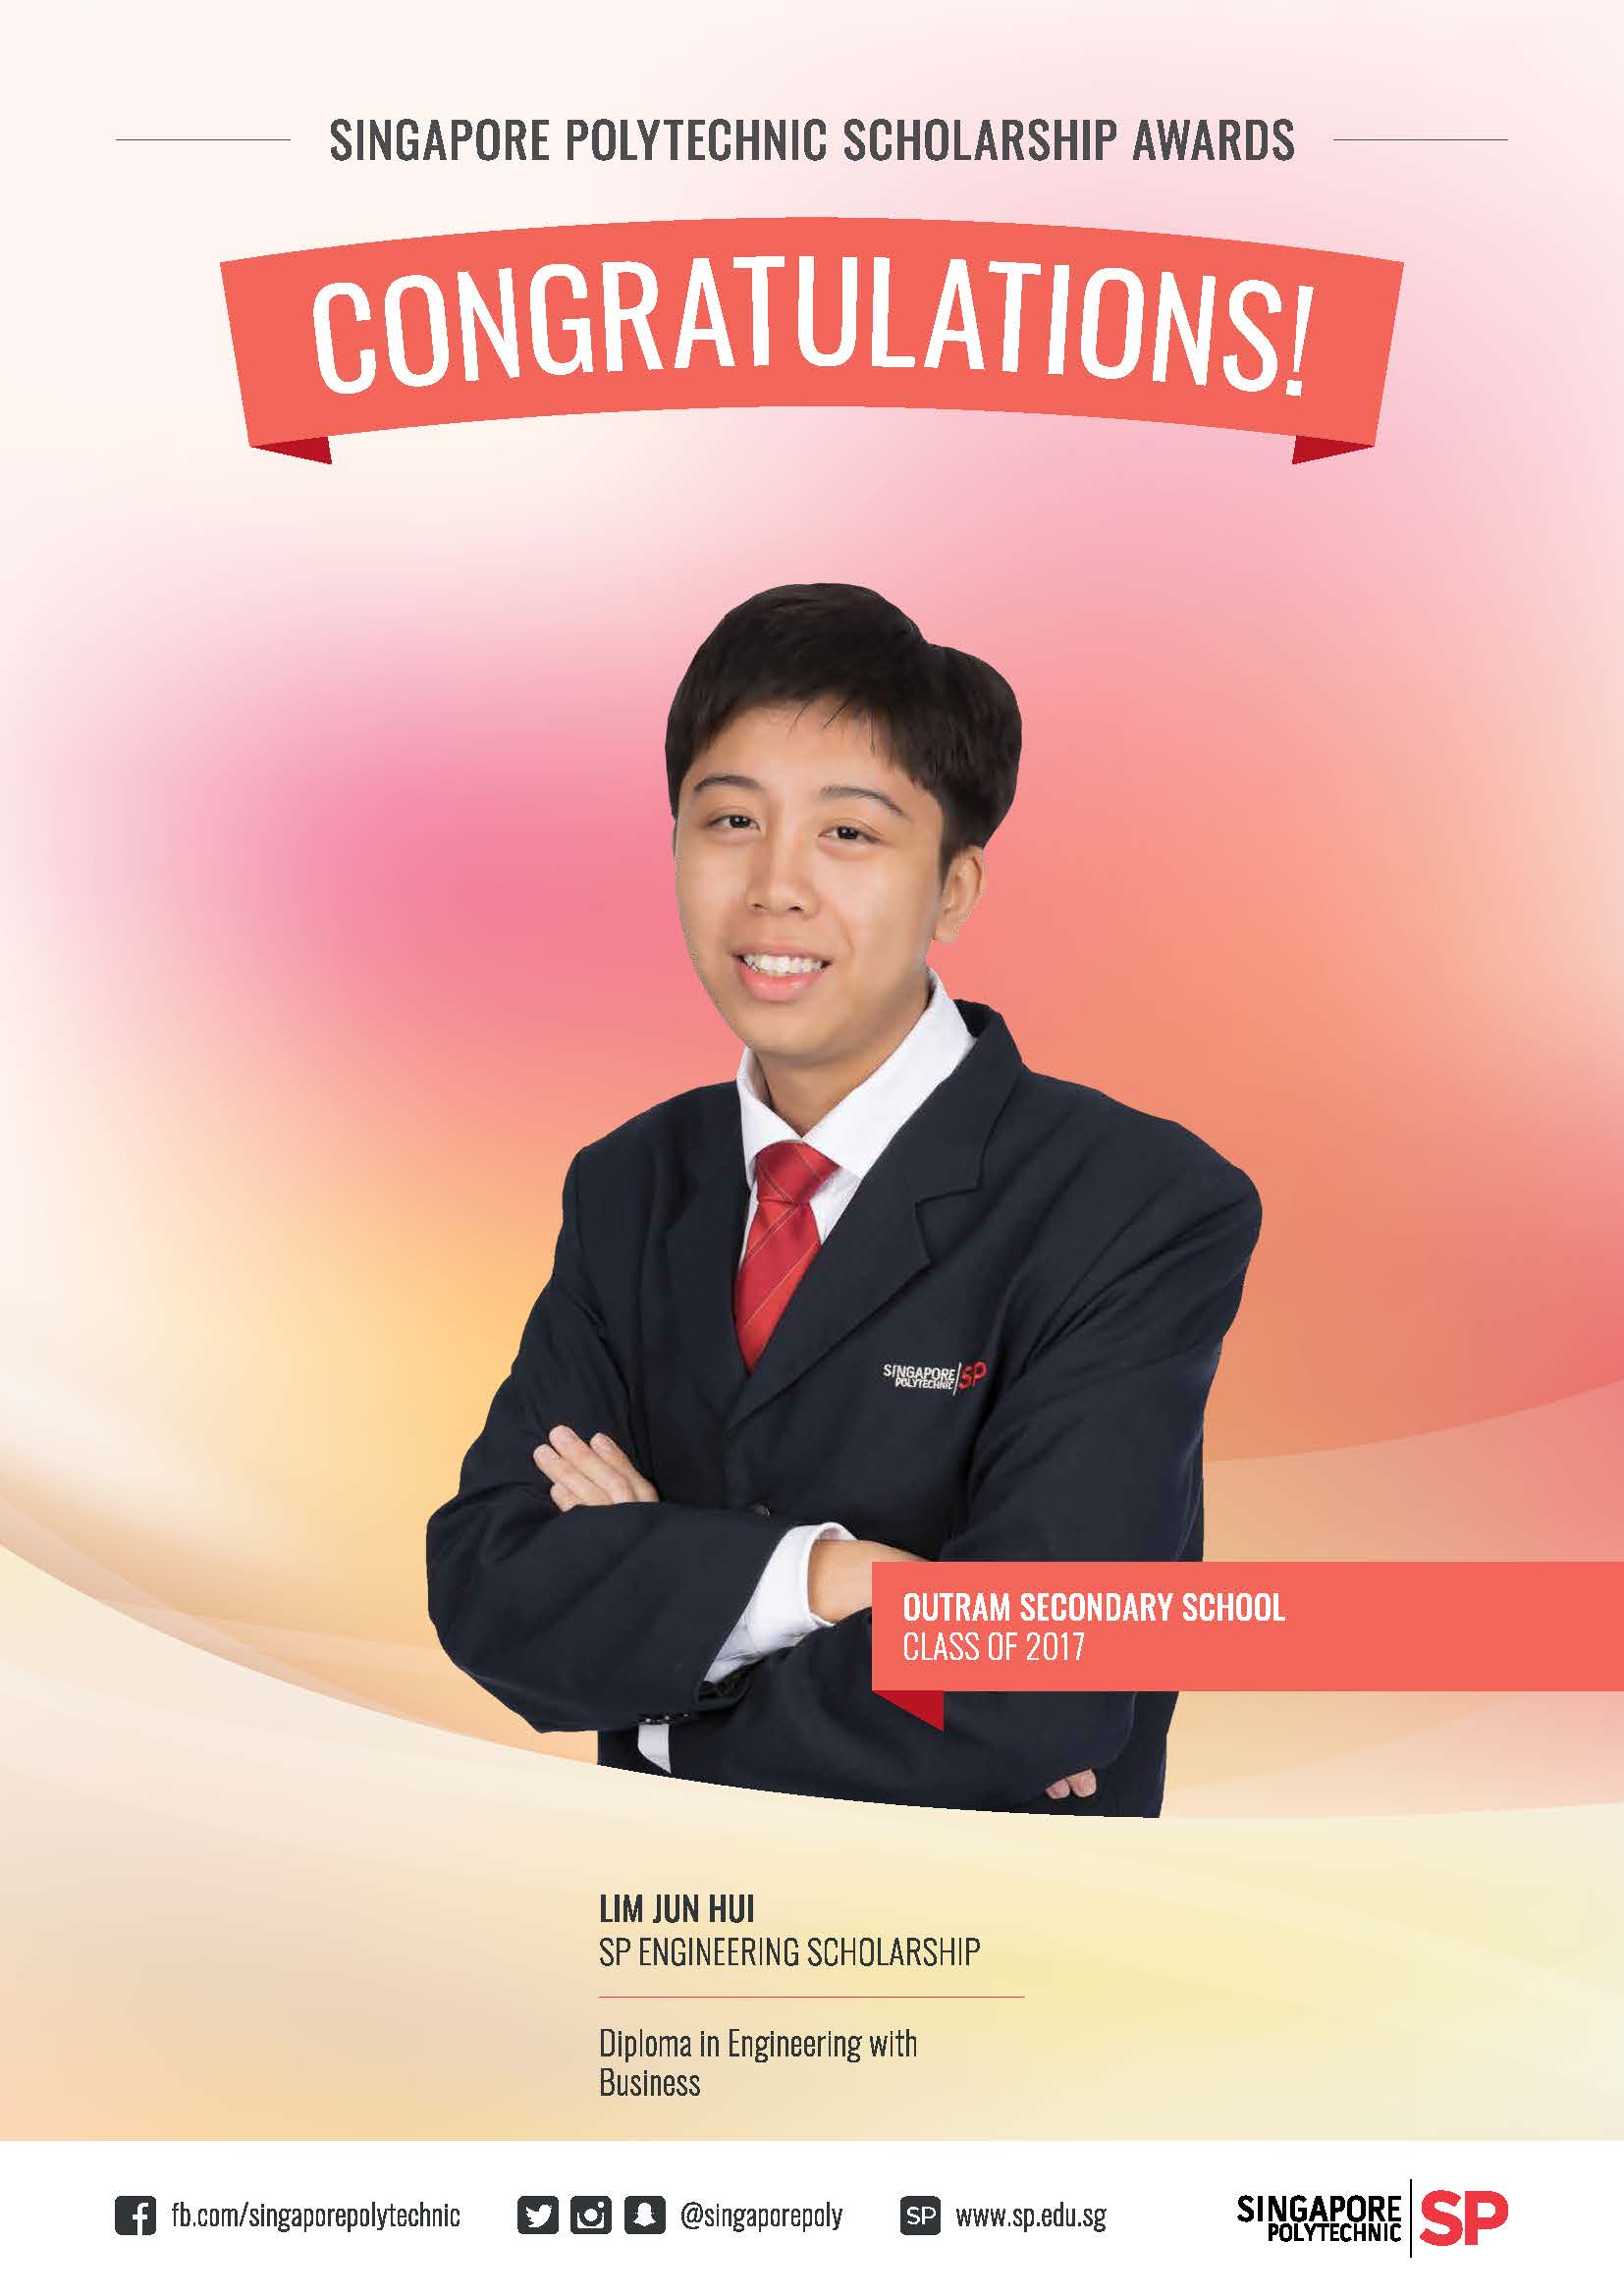 SINGAPORE POLYTECHNIC SCHOLARSHIP AWARDS
CONGRATULATIONS!
SINGAPORE
POLYTECHNIC SP
OUTRAM SECONDARY SCHOOL
CLASS OF 2017
LIM JUN HUI
SP ENGINEERING SCHOLARSHIP
Diploma in Engineering with
Business
fb.com/singaporepolytechnic @singaporepoly SP www.sp.edu.sg
SINGAPORE
POLYTECHNIC SP